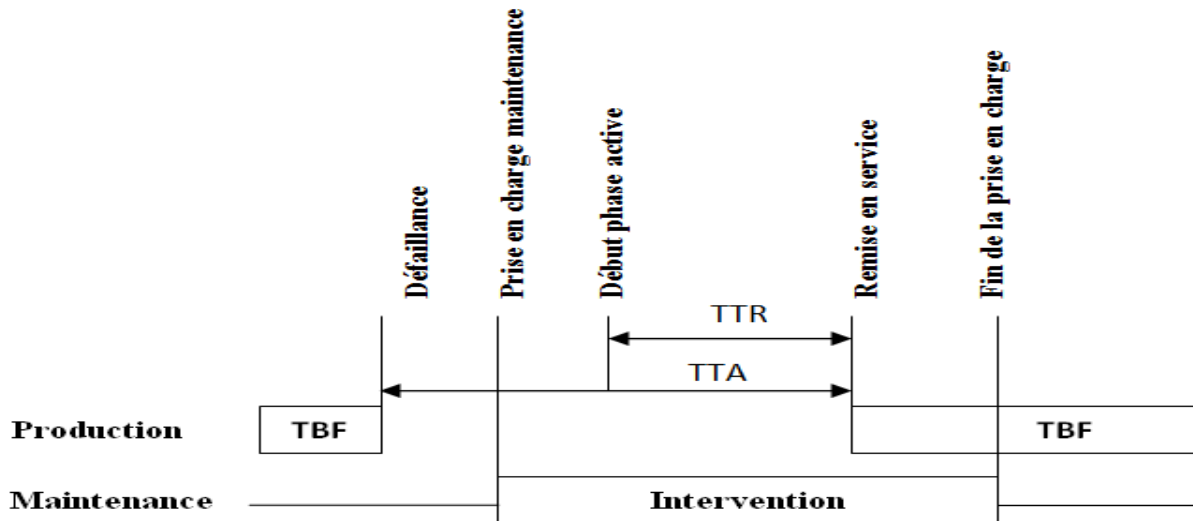 Défaillance
Prise en charge maintenance
Début phase active
Remise en service
Fin de la prise en charge
TTR
TTA
Production
TBF
TBF
Maintenance
Intervention